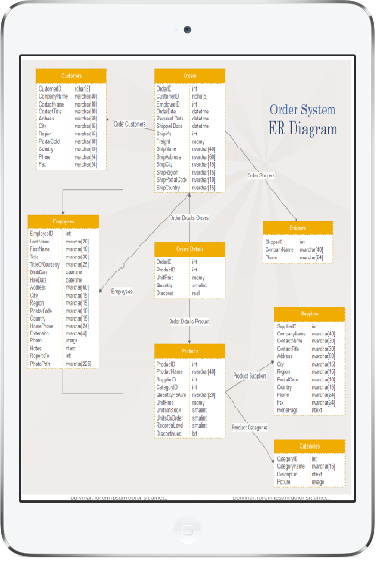 Order System
ER Diagram
Customers
CustomerID nchar[5]
CompanyName nvarchar[40]
ContactName nvarchar[30]
ContactTitle nvarchar[30]
Address
City nvarchar[15]
Region nvarchar[15]
PostalCode nvarchar[10]
Country nvarchar[15]
Phone nvarchar[24]
Fax nvarchar[24]
Orders
OrderID int
CustomerID nchar[5]
EmployeeID int
OrderDate datetime
Required Date datetime
Shipped Date datetime
ShipVia int
Freight money
ShipName nvarchar[40]
ShipAddress nvarchar[60]
ShipCity nvarchar[15]
ShipRegion nvarchar[15]
ShipPostalCode nvarchar[10]
ShipCountry nvarchar[15]
Order Customers
Order Shippers
Order Details Orders
Employees
EmployeeID int
LastName nvarchar[20]
FirstName nvarchar[10]
Title nvarchar[30]
TitleOfCourtesy nvarchar[25]
BirthDate datetime
HireDate datetime
Address nvarchar[60]
City nvarchar[15]
Region nvarchar[15]
PostalCode
Country nvarchar[15]
HomePhone nvarchar[24]
Extension nvarchar[4]
Photo image
Notes ntext
ReportsTo int
PhotoPath nvarchar[255]
Employees
Shippers
ShipperID int
CompanyName nvarchar[40]
Phone nvarchar[24]
Order Details
OrderID int
ProductID int
UnitPrice money
Quantity smallint
Discount real
Order Details Product
Products
ProductID int
ProductName nvarchar[40]
SupplierID int
CategoryID int
QuantityPerUnit nvarchar[20]
UnitPrice money
UnitsInStock smallint
UnitsOnOrder smallint
ReorderLevel smallint
Discontinued
Product Suppliers
Product Categories
Suppliers
SupplierID int
CompanyName nvarchar[40]
ContactName nvarchar[30]
ContactTitle nvarchar[30]
Address nvarchar[60]
City nvarchar[15]
Region nvarchar[15]
PostalCode nvarchar[10]
Country nvarchar[15]
Phone nvarchar[24]
Fax nvarchar[24]
HomePage ntext
Categories
CategoryID int
CategoryName nvarchar[15]
Description ntext
Picture image